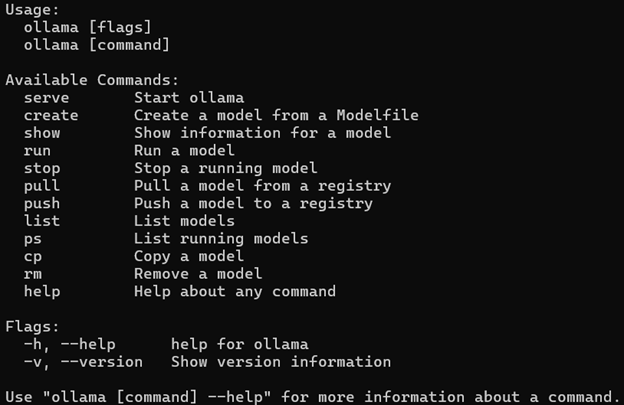 Usage:
  ollama [flags]
  ollama [command]

Available Commands:
  serve       Start ollama
  create      Create a model from a Modelfile
  show        Show information for a model
  run         Run a model
  stop        Stop a running model
  pull        Pull a model from a registry
  push        Push a model to a registry
  list        List models
  ps          List running models
  cp          Copy a model
  rm          Remove a model
  help        Help about any command

Flags:
  -h, --help      help for ollama
  -v, --version   Show version information

Use "ollama [command] --help" for more information about a command.